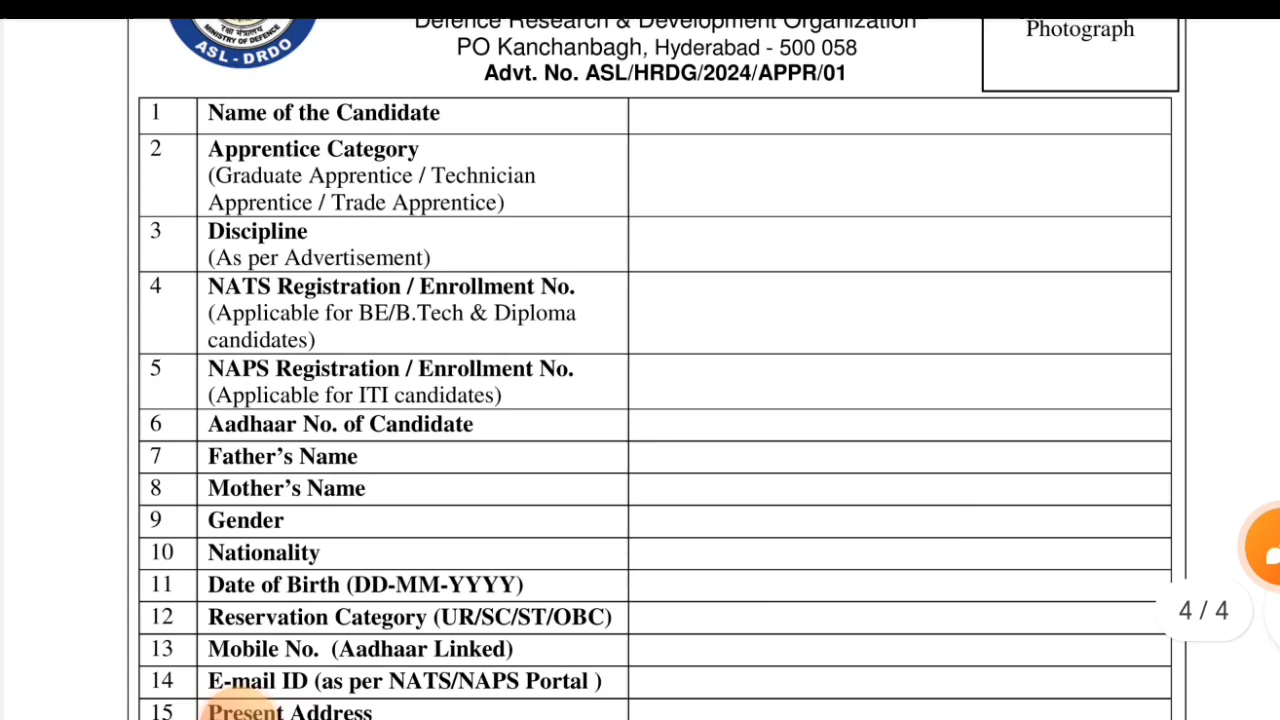 रक्षा मंत्रालय
MINISTRY OF DEFENCE
ASL - DRDO
Defence Research & Development Organization
PO Kanchanbagh, Hyderabad - 500 058
Advt. No. ASL/HRDG/2024/APPR/01
Photograph
1 Name of the Candidate
2 Apprentice Category
(Graduate Apprentice / Technician
Apprentice / Trade Apprentice)
3 Discipline
(As per Advertisement)
4 NATS Registration / Enrollment No.
(Applicable for BE/B.Tech & Diploma
candidates)
5 NAPS Registration / Enrollment No.
(Applicable for ITI candidates)
6 Aadhaar No. of Candidate
7 Father's Name
8 Mother's Name
9 Gender
10 Nationality
11 Date of Birth (DD-MM-YYYY)
12 Reservation Category (UR/SC/ST/OBC)
13 Mobile No. (Aadhaar Linked)
14 E-mail ID (as per NATS/NAPS Portal )
15 Present Address
4 / 4